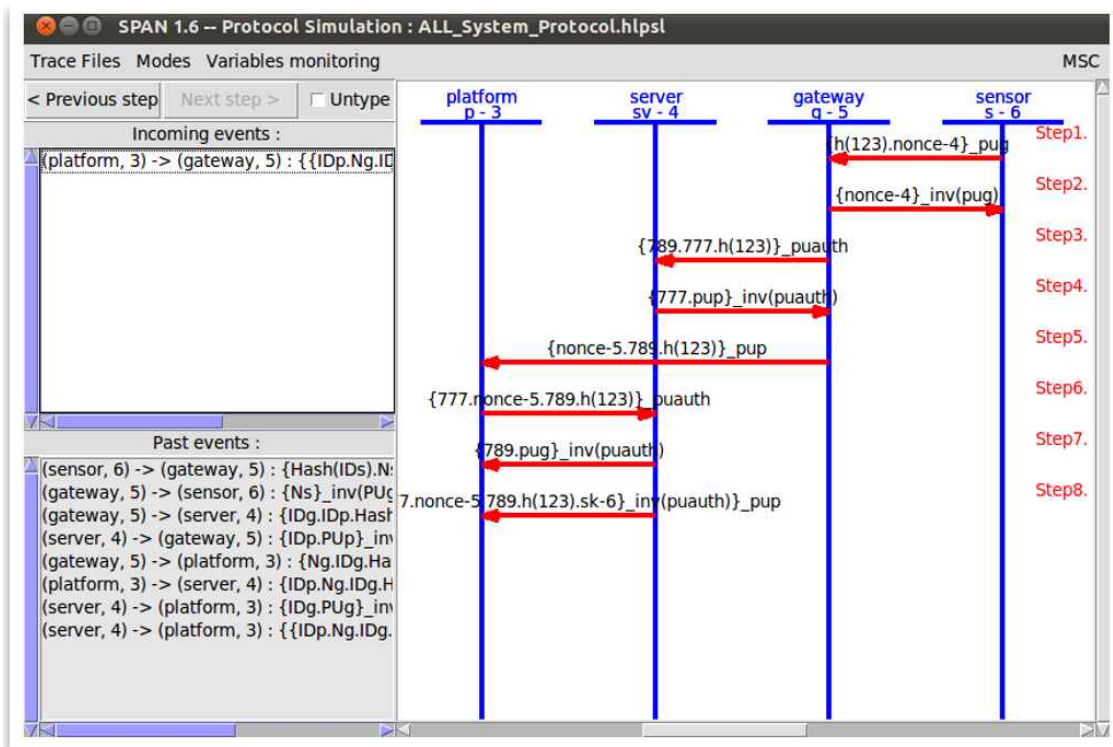 SPAN 1.6 -- Protocol Simulation : ALL_System_Protocol.hlpsl
Trace Files Modes Variables monitoring MSC
< Previous step Next step > Untype
Incoming events :
(platform, 3) -> (gateway, 5) : {{IDp.Ng.ID
Past events :
(sensor, 6) -> (gateway, 5) : {Hash(IDs).N
(gateway, 5) -> (sensor, 6) : {Ns}_inv(PUg
(gateway, 5) -> (server, 4) : {IDg.IDp.Hash
(server, 4) -> (gateway, 5) : {IDp.PUp}_inv
(gateway, 5) -> (platform, 3) : {Ng.IDg.Ha
(platform, 3) -> (server, 4) : {IDp.Ng.IDg.H
(server, 4) -> (platform, 3) : {IDg.PUg}_inv
(server, 4) -> (platform, 3) : {{IDp.Ng.IDg.
platform server gateway sensor
p - 3 sv - 4 g - 5 s - 6
Step1.
{h(123).nonce-4}_pug
Step2.
{nonce-4}_inv(pug)
Step3.
{789.777.h(123)}_puauth
Step4.
{777.pup}_inv(puauth)
Step5.
{nonce-5.789.h(123)}_pup
Step6.
{777.nonce-5.789.h(123)}_puauth
Step7.
{789.pug}_inv(puauth)
Step8.
7.nonce-5.789.h(123).sk-6}_inv(puauth)}_pup